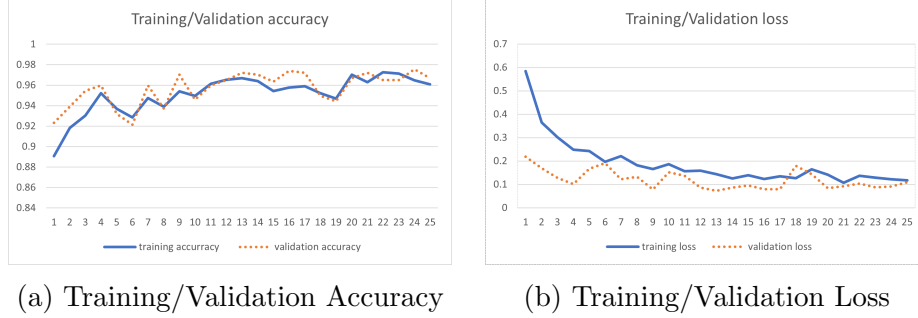 Training/Validation accuracy
1
0.98
0.96
0.94
0.92
0.9
0.88
0.86
0.84
1 2 3 4 5 6 7 8 9 10 11 12 13 14 15 16 17 18 19 20 21 22 23 24 25
training accuracy validation accuracy
(a) Training/Validation Accuracy
Training/Validation loss
0.7
0.6
0.5
0.4
0.3
0.2
0.1
0
1 2 3 4 5 6 7 8 9 10 11 12 13 14 15 16 17 18 19 20 21 22 23 24 25
training loss validation loss
(b) Training/Validation Loss